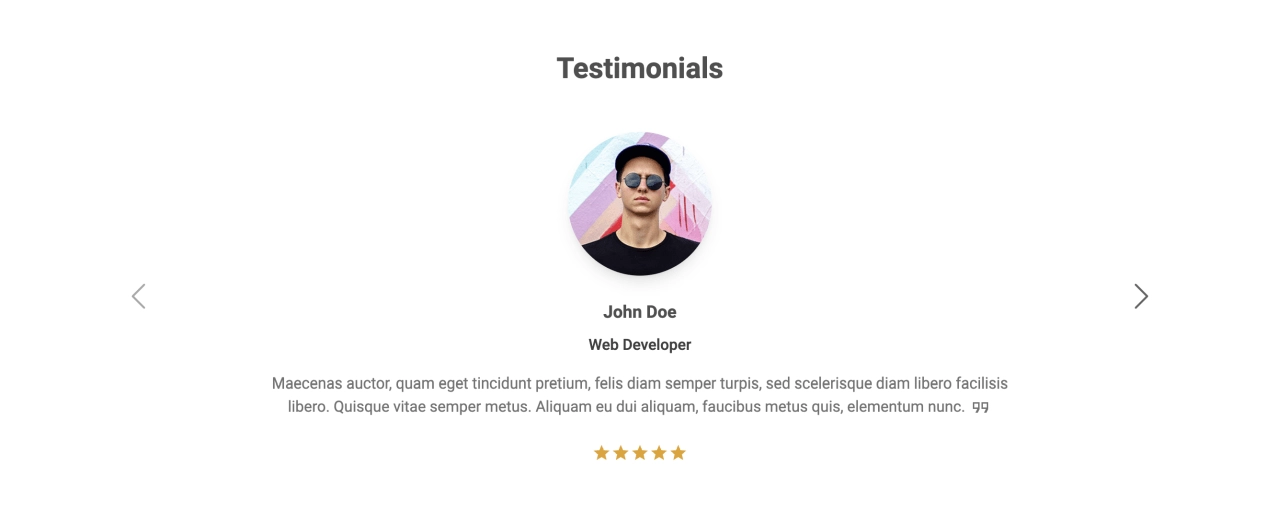 Testimonials
John Doe
Web Developer
Maecenas auctor, quam eget tincidunt pretium, felis diam semper turpis, sed scelerisque diam libero facilisis
libero. Quisque vitae semper metus. Aliquam eu dui aliquam, faucibus metus quis, elementum nunc.